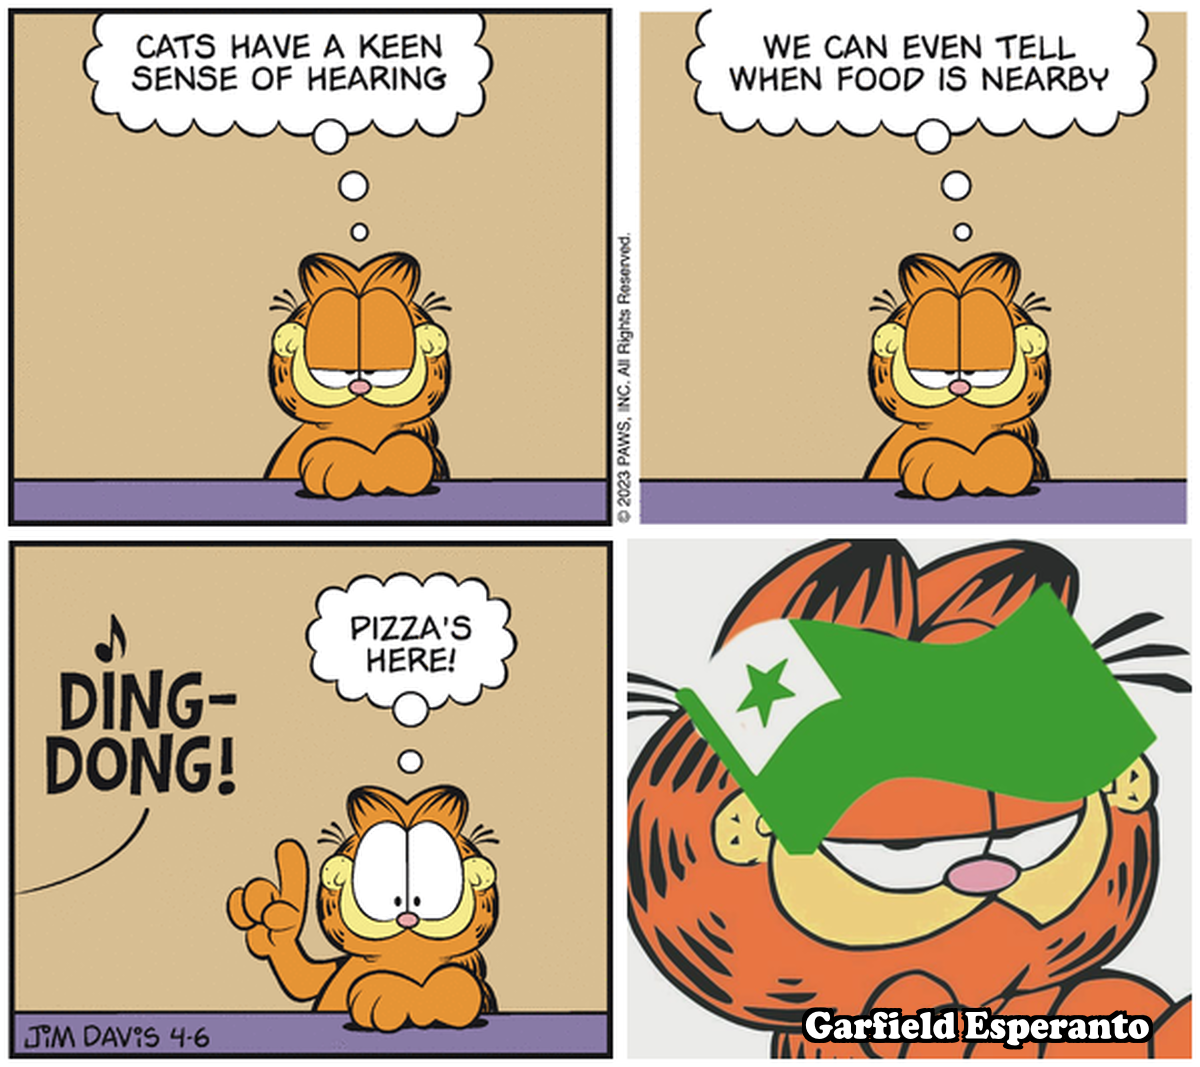 CATS HAVE A KEEN
SENSE OF HEARING
WE CAN EVEN TELL
WHEN FOOD IS NEARBY
© 2023 PAWS, INC. All Rights Reserved.
DING-
DONG!
PIZZA'S
HERE!
JIM DAVIS 4-6
Garfield Esperanto